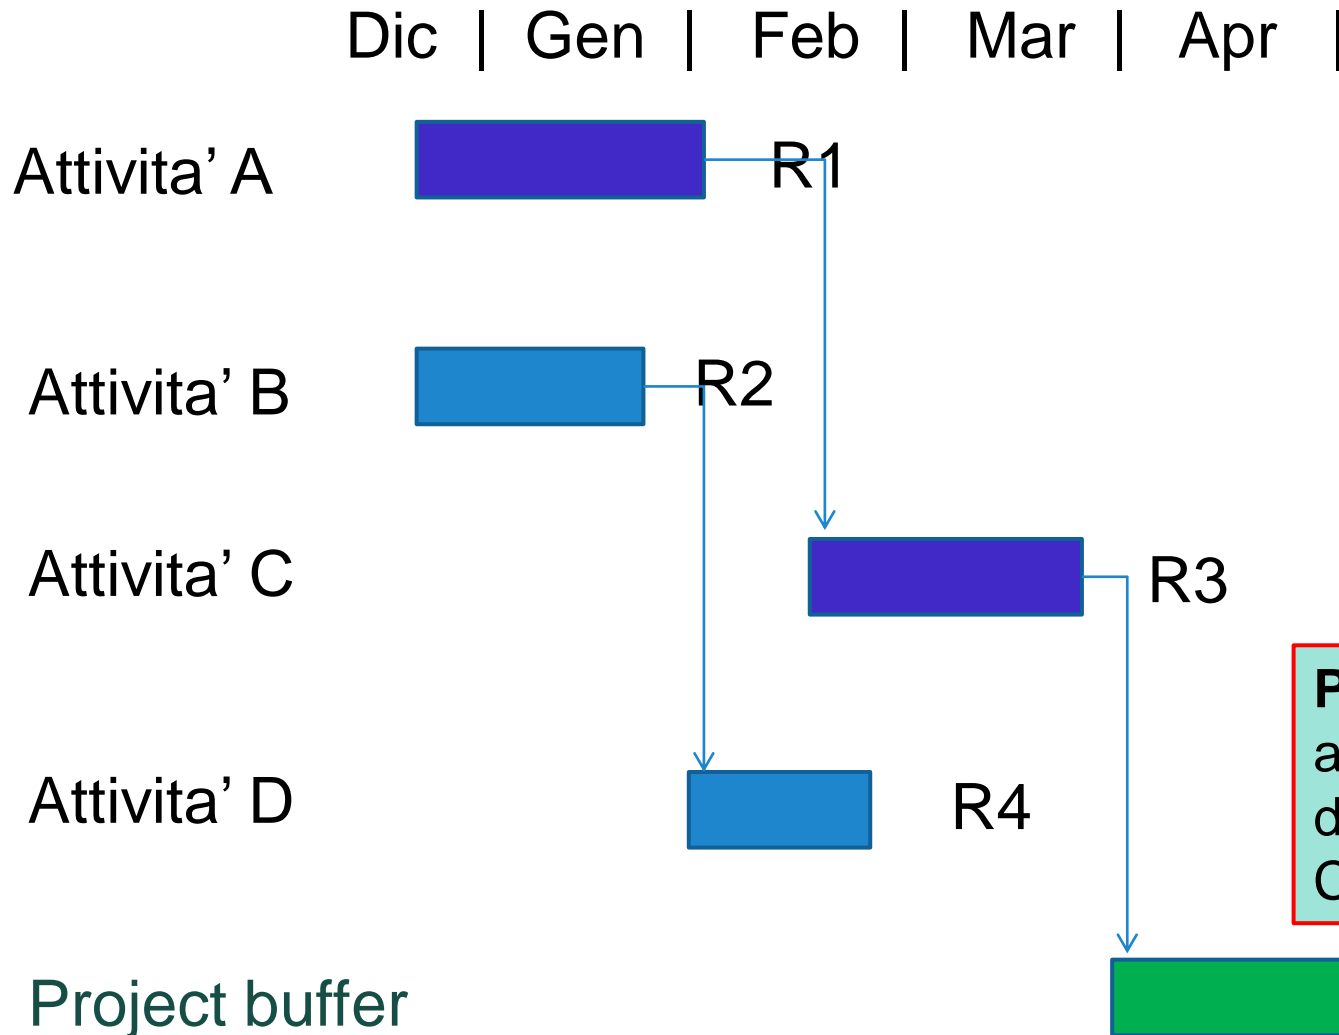 Dic | Gen | Feb | Mar | Apr |
Attivita’ A R1
Attivita’ B R2
Attivita’ C R3
Attivita’ D R4
Project buffer